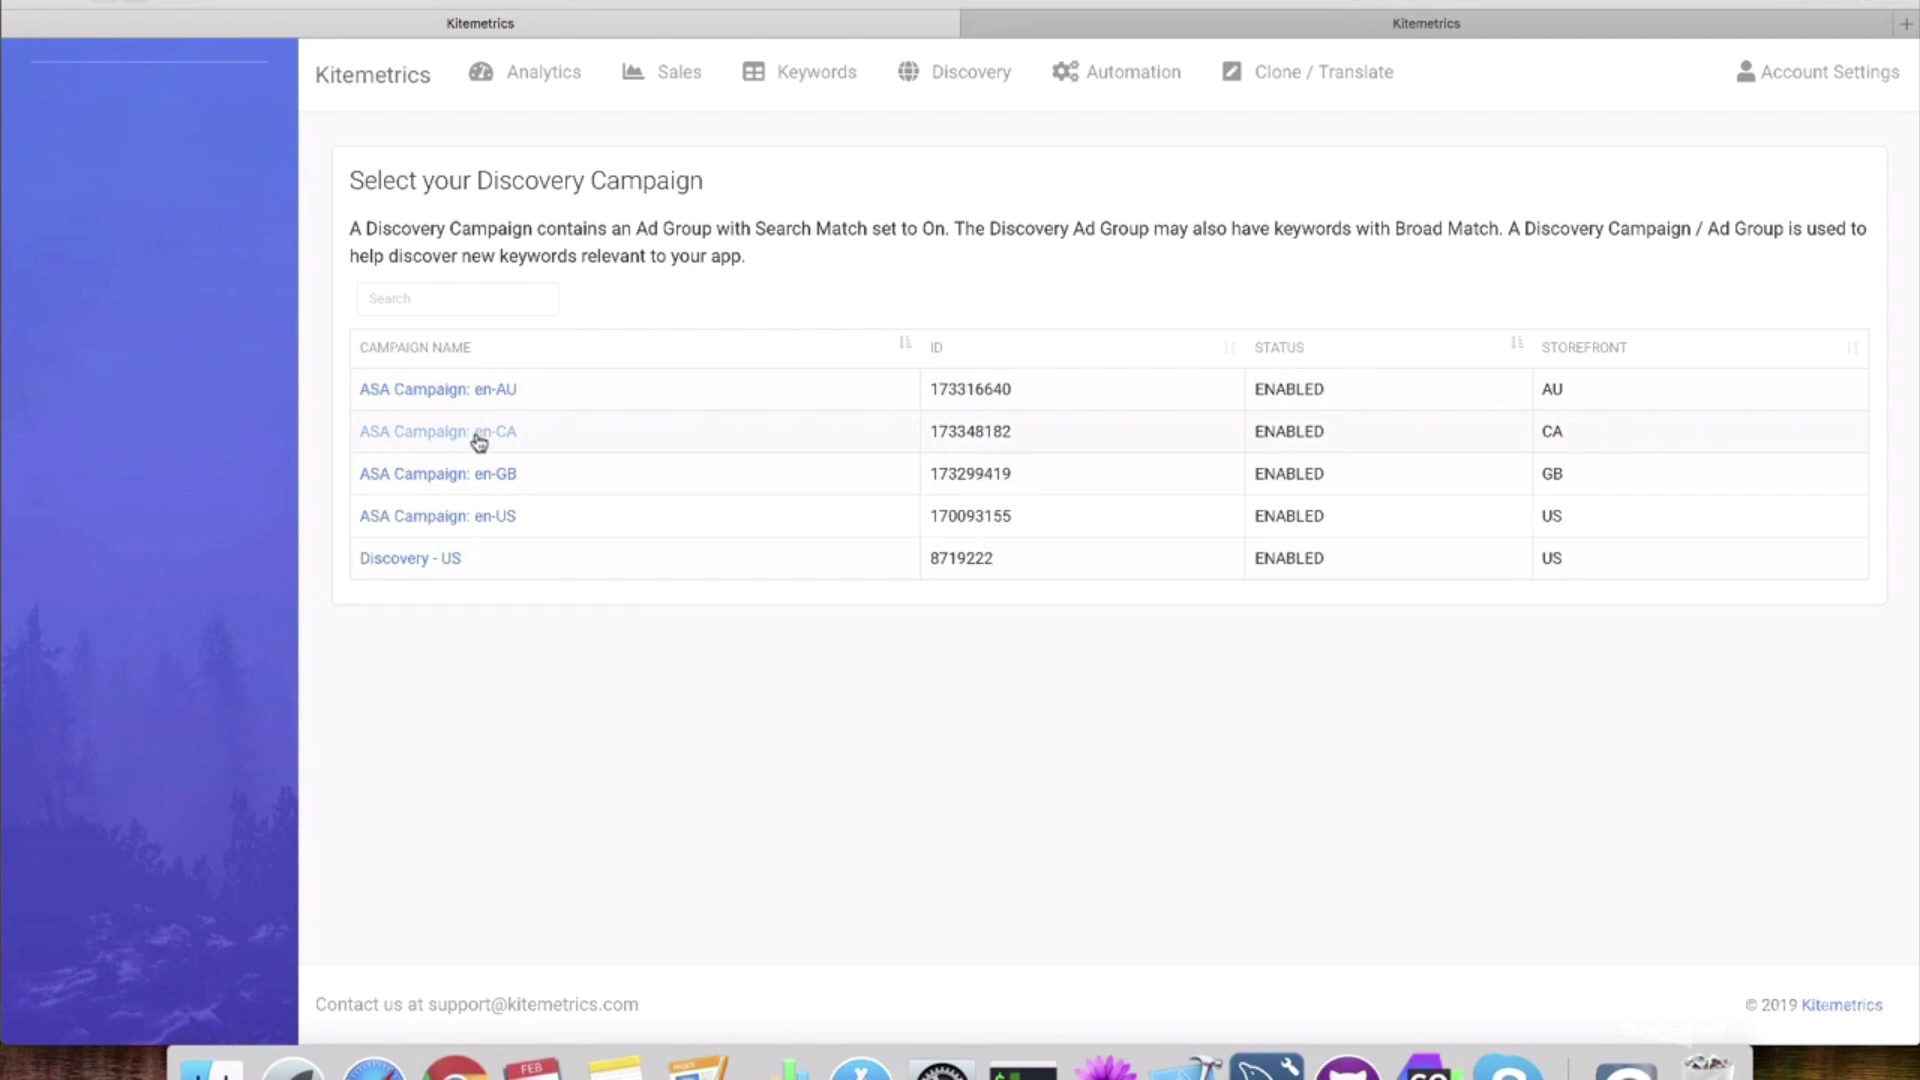 Kitemetrics
Kitemetrics
Kitemetrics
Analytics
Sales
Keywords
Discovery
Automation
Clone / Translate
Account Settings
Select your Discovery Campaign
A Discovery Campaign contains an Ad Group with Search Match set to On. The Discovery Ad Group may also have keywords with Broad Match. A Discovery Campaign / Ad Group is used to
help discover new keywords relevant to your app.
Search
CAMPAIGN NAME ID STATUS STOREFRONT
ASA Campaign: en-AU 173316640 ENABLED AU
ASA Campaign: en-CA 173348182 ENABLED CA
ASA Campaign: en-GB 173299419 ENABLED GB
ASA Campaign: en-US 170093155 ENABLED US
Discovery - US 8719222 ENABLED US
Contact us at support@kitemetrics.com
© 2019 Kitemetrics
FEB
PAGES